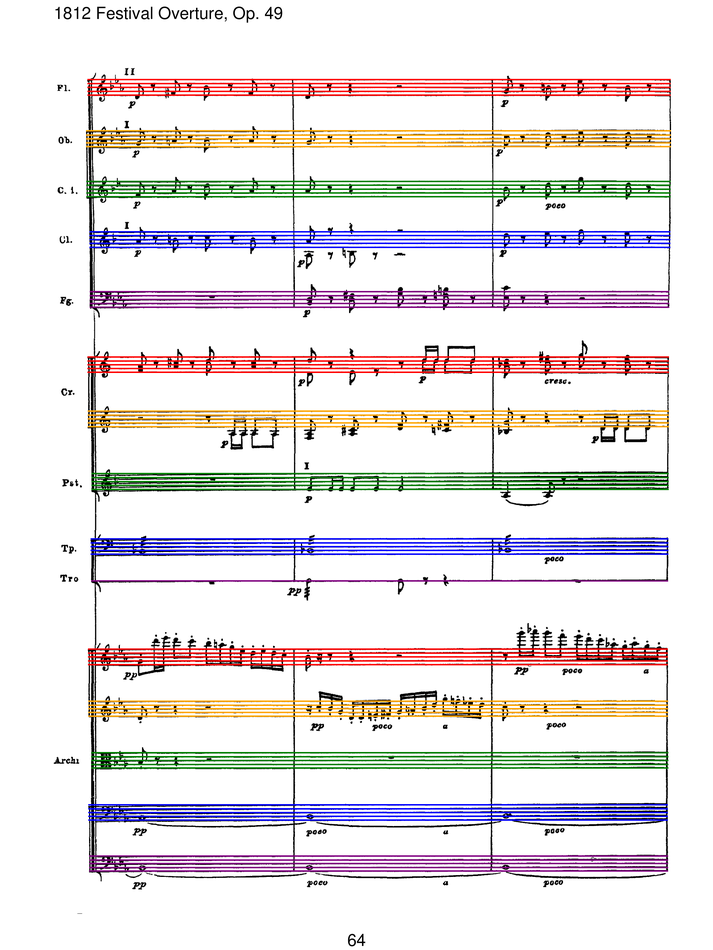 1812 Festival Overture, Op. 49
II
Fl.
p
p
I
Ob.
p
p
C. i.
p
poco
I
Cl.
p
p
p
Fg.
p
Cr.
p
p
cresc.
p
p
I
Pst.
p
Tp.
poco
Tro
pp
pp
pp
poco
a
pp
poco
a
poco
Archi
pp
poco
a
poco
pp
poco
a
poco
64